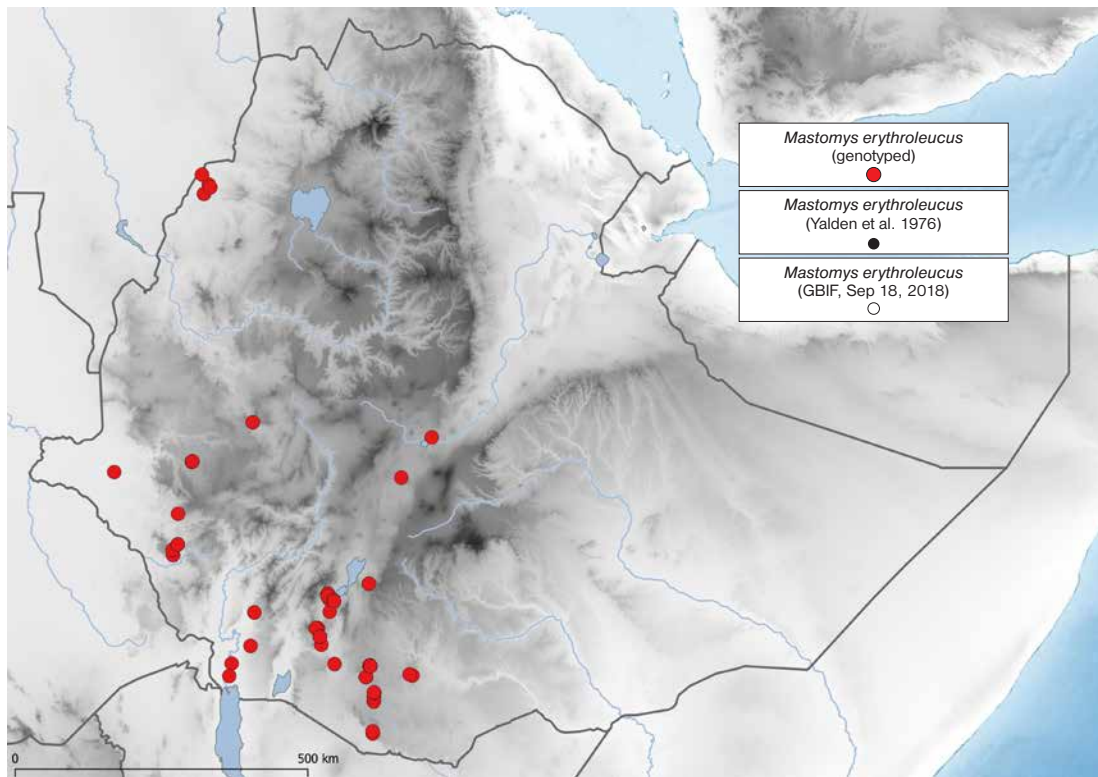 Mastomys erythroleucus
(genotyped)
Mastomys erythroleucus
(Yalden et al. 1976)
Mastomys erythroleucus
(GBIF, Sep 18, 2018)
0 500 km